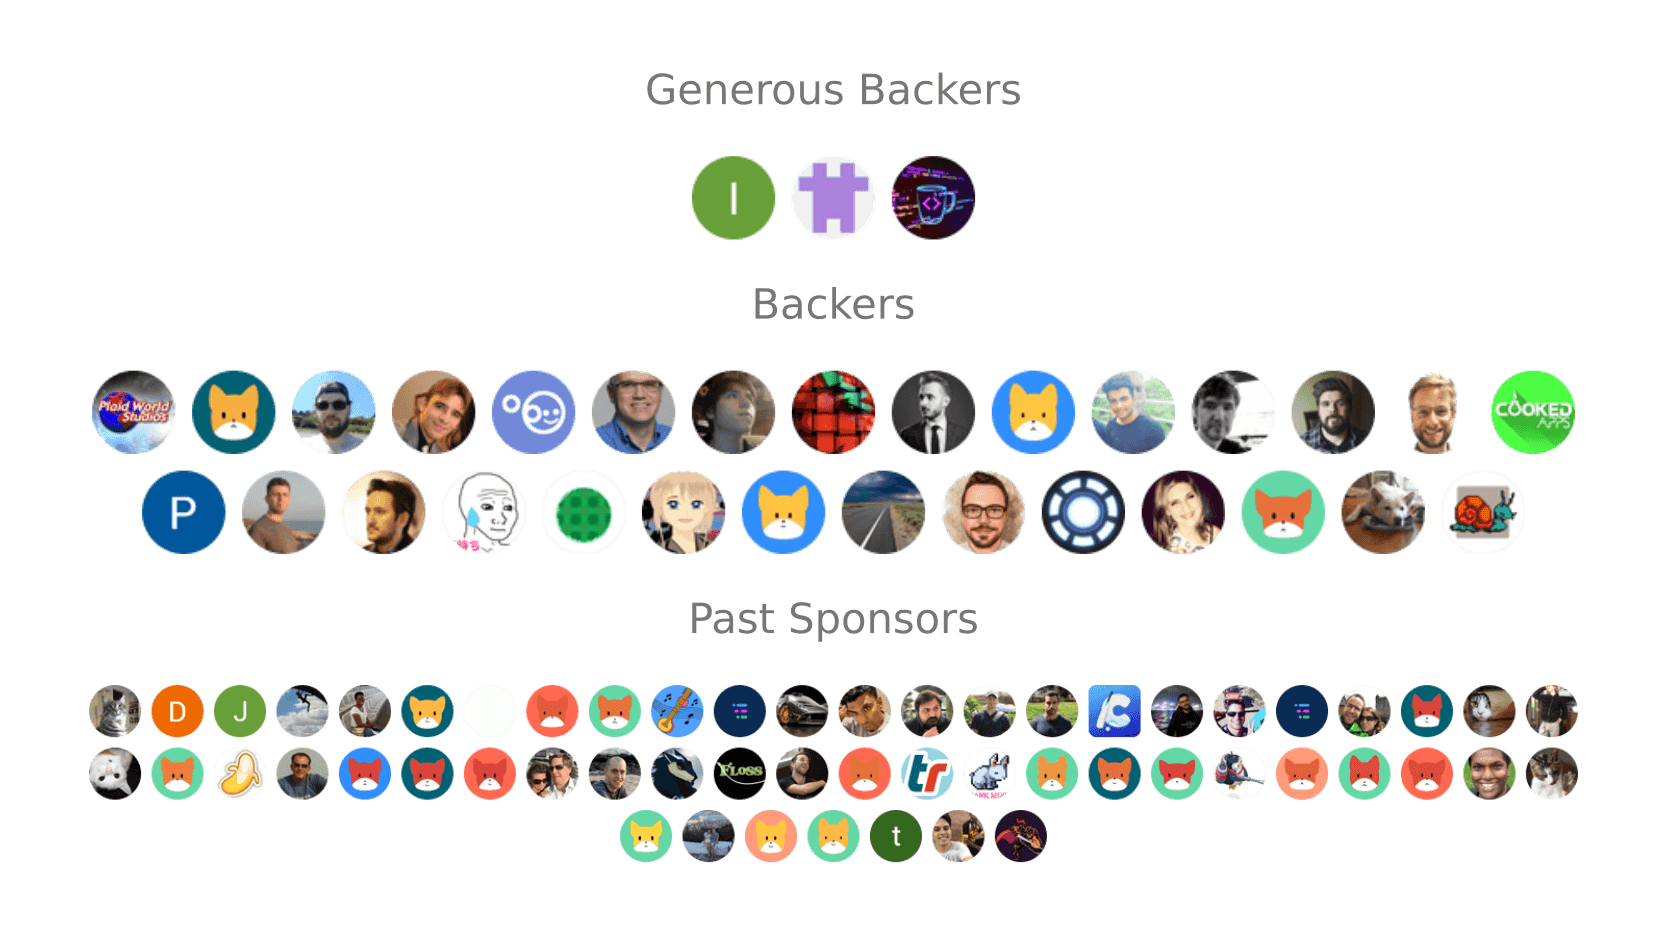 Generous Backers
I
Backers
Plaid World
Studios
COOKED
APPS
P
Past Sponsors
D
J
C
FLOSS
tr
t